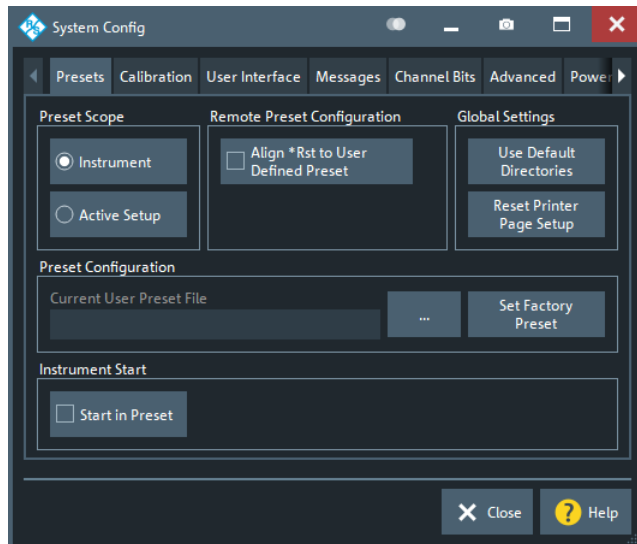 System Config
Presets Calibration User Interface Messages Channel Bits Advanced Power
Preset Scope
Instrument
Active Setup
Remote Preset Configuration
Align *Rst to User
Defined Preset
Global Settings
Use Default
Directories
Reset Printer
Page Setup
Preset Configuration
Current User Preset File
...
Set Factory
Preset
Instrument Start
Start in Preset
Close
Help